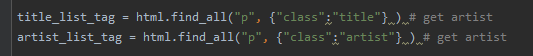 title_list_tag = html.find_all("p", {"class":"title"} ) # get artist
artist_list_tag = html.find_all("p", {"class":"artist"} ) # get artist